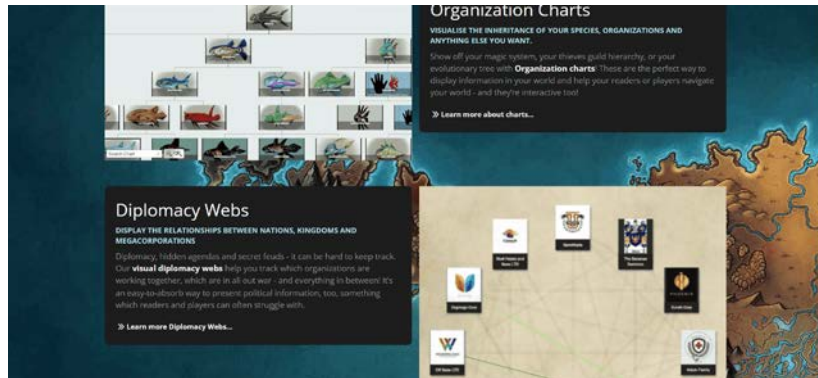 Organization Charts
VISUALISE THE INHERITANCE OF YOUR SPECIES, ORGANIZATIONS AND
ANYTHING ELSE YOU WANT.
Show off your magic system, your thieves guild hierarchy, or your
evolutionary tree with Organization charts! These are the perfect way to
display information in your world and help your readers or players navigate
your world - and they're interactive too!
» Learn more about charts...
Search Chart
Diplomacy Webs
DISPLAY THE RELATIONSHIPS BETWEEN NATIONS, KINGDOMS AND
MEGACORPORATIONS
Diplomacy, hidden agendas and secret feuds - it can be hard to keep track.
Our visual diplomacy webs help you track which organizations are
working together, which are in all out war - and everything in between! It's
an easy-to-absorb way to present political information, too, something
which readers and players can often struggle with.
» Learn more Diplomacy Webs...